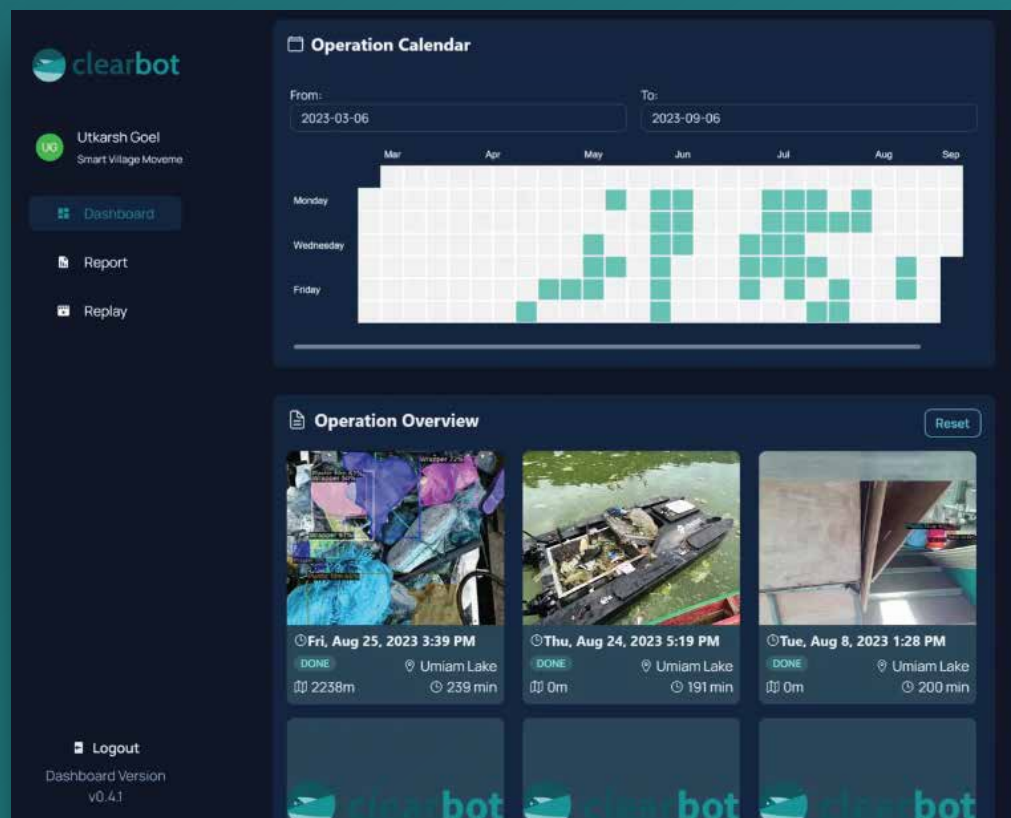 clearbot
UG
Utkarsh Goel
Smart Village Moveme
Dashboard
Report
Replay
Logout
Dashboard Version
v0.4.1
Operation Calendar
From:
To:
2023-03-06
2023-09-06
Mar Apr May Jun Jul Aug Sep
Monday
Wednesday
Friday
Operation Overview
Reset
Wrapper 72%
Wrapper 50%
Fri, Aug 25, 2023 3:39 PM
DONE
Umiam Lake
2238m
239 min
Thu, Aug 24, 2023 5:19 PM
DONE
Umiam Lake
0m
191 min
Tue, Aug 8, 2023 1:28 PM
DONE
Umiam Lake
0m
200 min
clearbot
clearbot
clearbot